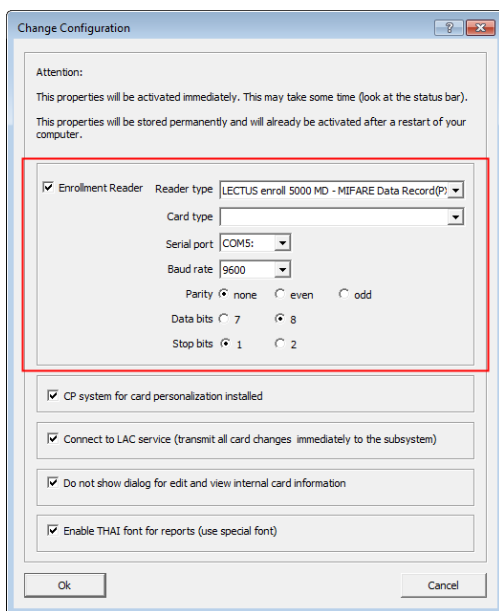 Change Configuration
Attention:
This properties will be activated immediately. This may take some time (look at the status bar).
This properties will be stored permanently and will already be activated after a restart of your
computer.
Enrollment Reader Reader type LECTUS enroll 5000 MD - MIFARE Data Record(P
Card type
Serial port COM5:
Baud rate 9600
Parity none even odd
Data bits 7 8
Stop bits 1 2
CP system for card personalization installed
Connect to LAC service (transmit all card changes immediately to the subsystem)
Do not show dialog for edit and view internal card information
Enable THAI font for reports (use special font)
Ok Cancel